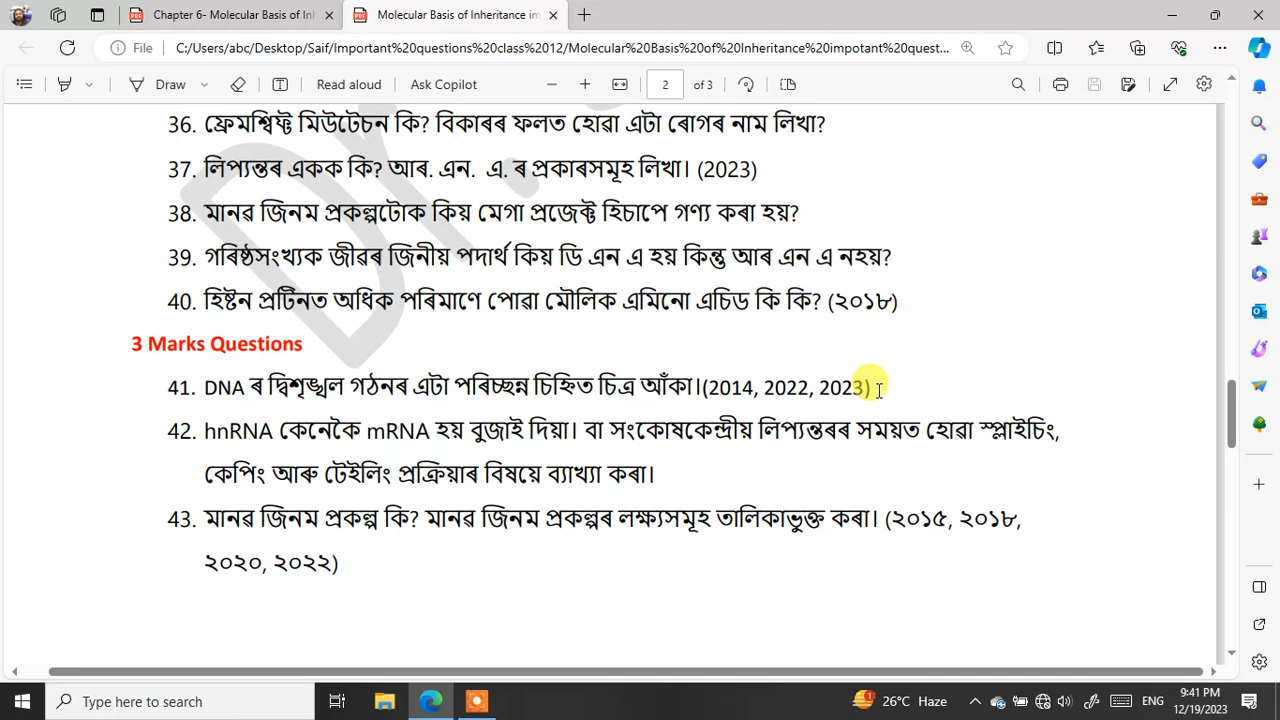 Chapter 6- Molecular Basis of Inh
Molecular Basis of Inheritance im
File
C:/Users/abc/Desktop/Saif/Important%20questions%20class%2012/Molecular%20Basis%20of%20Inheritance%20impotant%20quest...
Draw
Read aloud
Ask Copilot
2
of 3
36. ফ্ৰেমশ্বিফ্ট মিউটেচন কি? বিকাৰৰ ফলত হোৱা এটা ৰোগৰ নাম লিখা?
37. লিপ্যন্তৰ একক কি? আৰ. এন. এ. ৰ প্ৰকাৰসমূহ লিখা। (2023)
38. মানৱ জিনম প্ৰকল্পটোক কিয় মেগা প্ৰজেক্ট হিচাপে গণ্য কৰা হয়?
39. গৰিষ্ঠসংখ্যক জীৱৰ জিনীয় পদাৰ্থ কিয় ডি এন এ হয় কিন্তু আৰ এন এ নহয়?
40. হিষ্টন প্ৰটিনত অধিক পৰিমাণে পোৱা মৌলিক এমিনো এচিড কি কি? (২০১৮)
3 Marks Questions
41. DNA ৰ দ্বিশৃঙ্খল গঠনৰ এটা পৰিচ্ছন্ন চিহ্নিত চিত্ৰ আঁকা।(2014, 2022, 2023)
42. hnRNA কেনেকৈ mRNA হয় বুজাই দিয়া। বা সংকোষকেন্দ্ৰীয় লিপ্যন্তৰৰ সময়ত হোৱা স্প্লাইচিং,
কেপিং আৰু টেইলিং প্ৰক্ৰিয়াৰ বিষয়ে ব্যাখ্যা কৰা।
43. মানৱ জিনম প্ৰকল্প কি? মানৱ জিনম প্ৰকল্পৰ লক্ষ্যসমূহ তালিকাভুক্ত কৰা। (২০১৫, ২০১৮,
২০২০, ২০২২)
Type here to search
26°C Haze
ENG
9:41 PM
12/19/2023